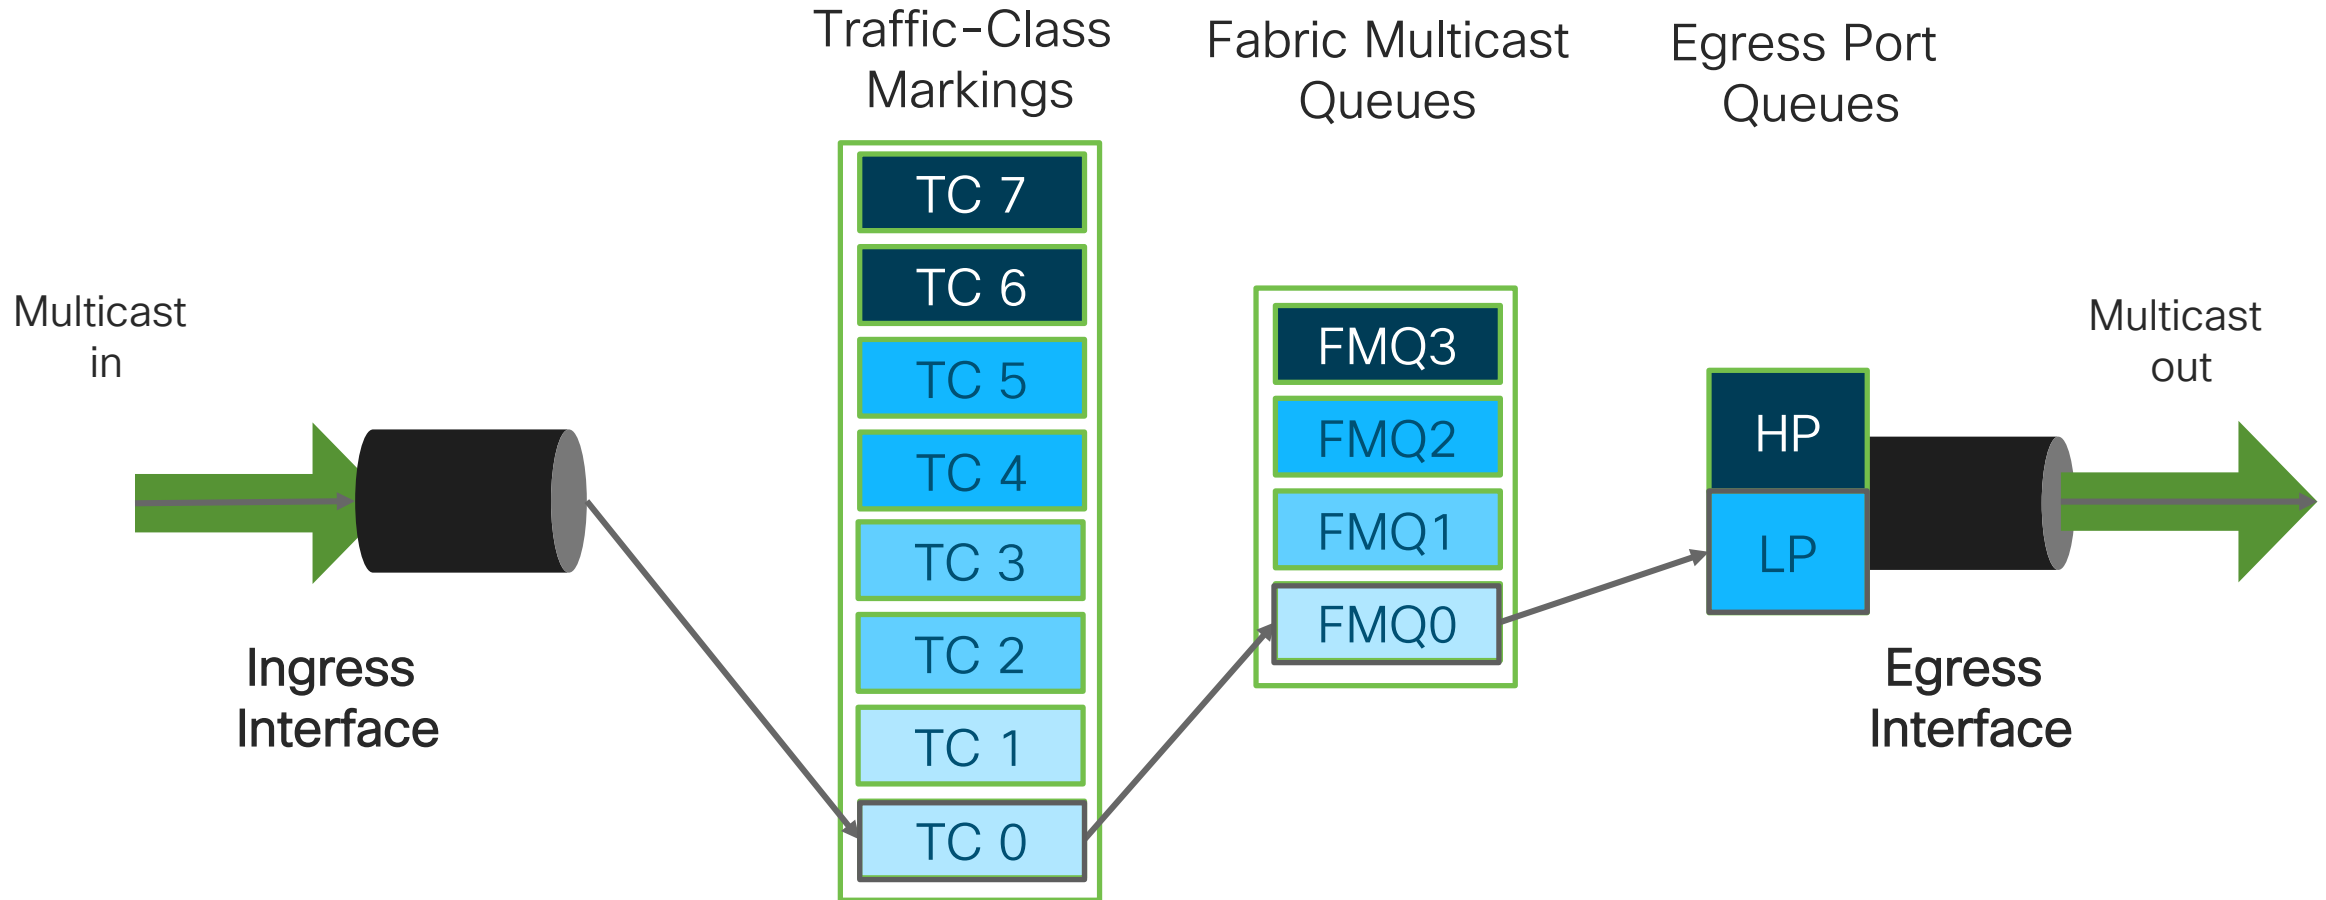 Traffic-Class
Markings
Fabric Multicast
Queues
Egress Port
Queues
Multicast
in
Ingress
Interface
TC 7
TC 6
TC 5
TC 4
TC 3
TC 2
TC 1
TC 0
FMQ3
FMQ2
FMQ1
FMQ0
HP
LP
Multicast
out
Egress
Interface